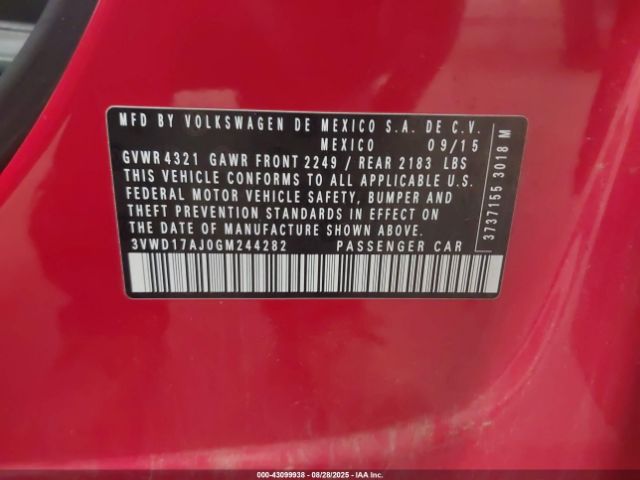 MFD BY VOLKSWAGEN DE MEXICO S.A. DE C.V.
MEXICO 09/15
GVWR 4321 GAWR FRONT 2249 / REAR 2183 LBS
THIS VEHICLE CONFORMS TO ALL APPLICABLE U.S.
FEDERAL MOTOR VEHICLE SAFETY, BUMPER AND
THEFT PREVENTION STANDARDS IN EFFECT ON THE
DATE OF MANUFACTURE SHOWN ABOVE.
3VWD17AJ0GM244282 PASSENGER CAR
3737155 3018 M
000-43099938 | 08/28/2025 - IAA Inc.